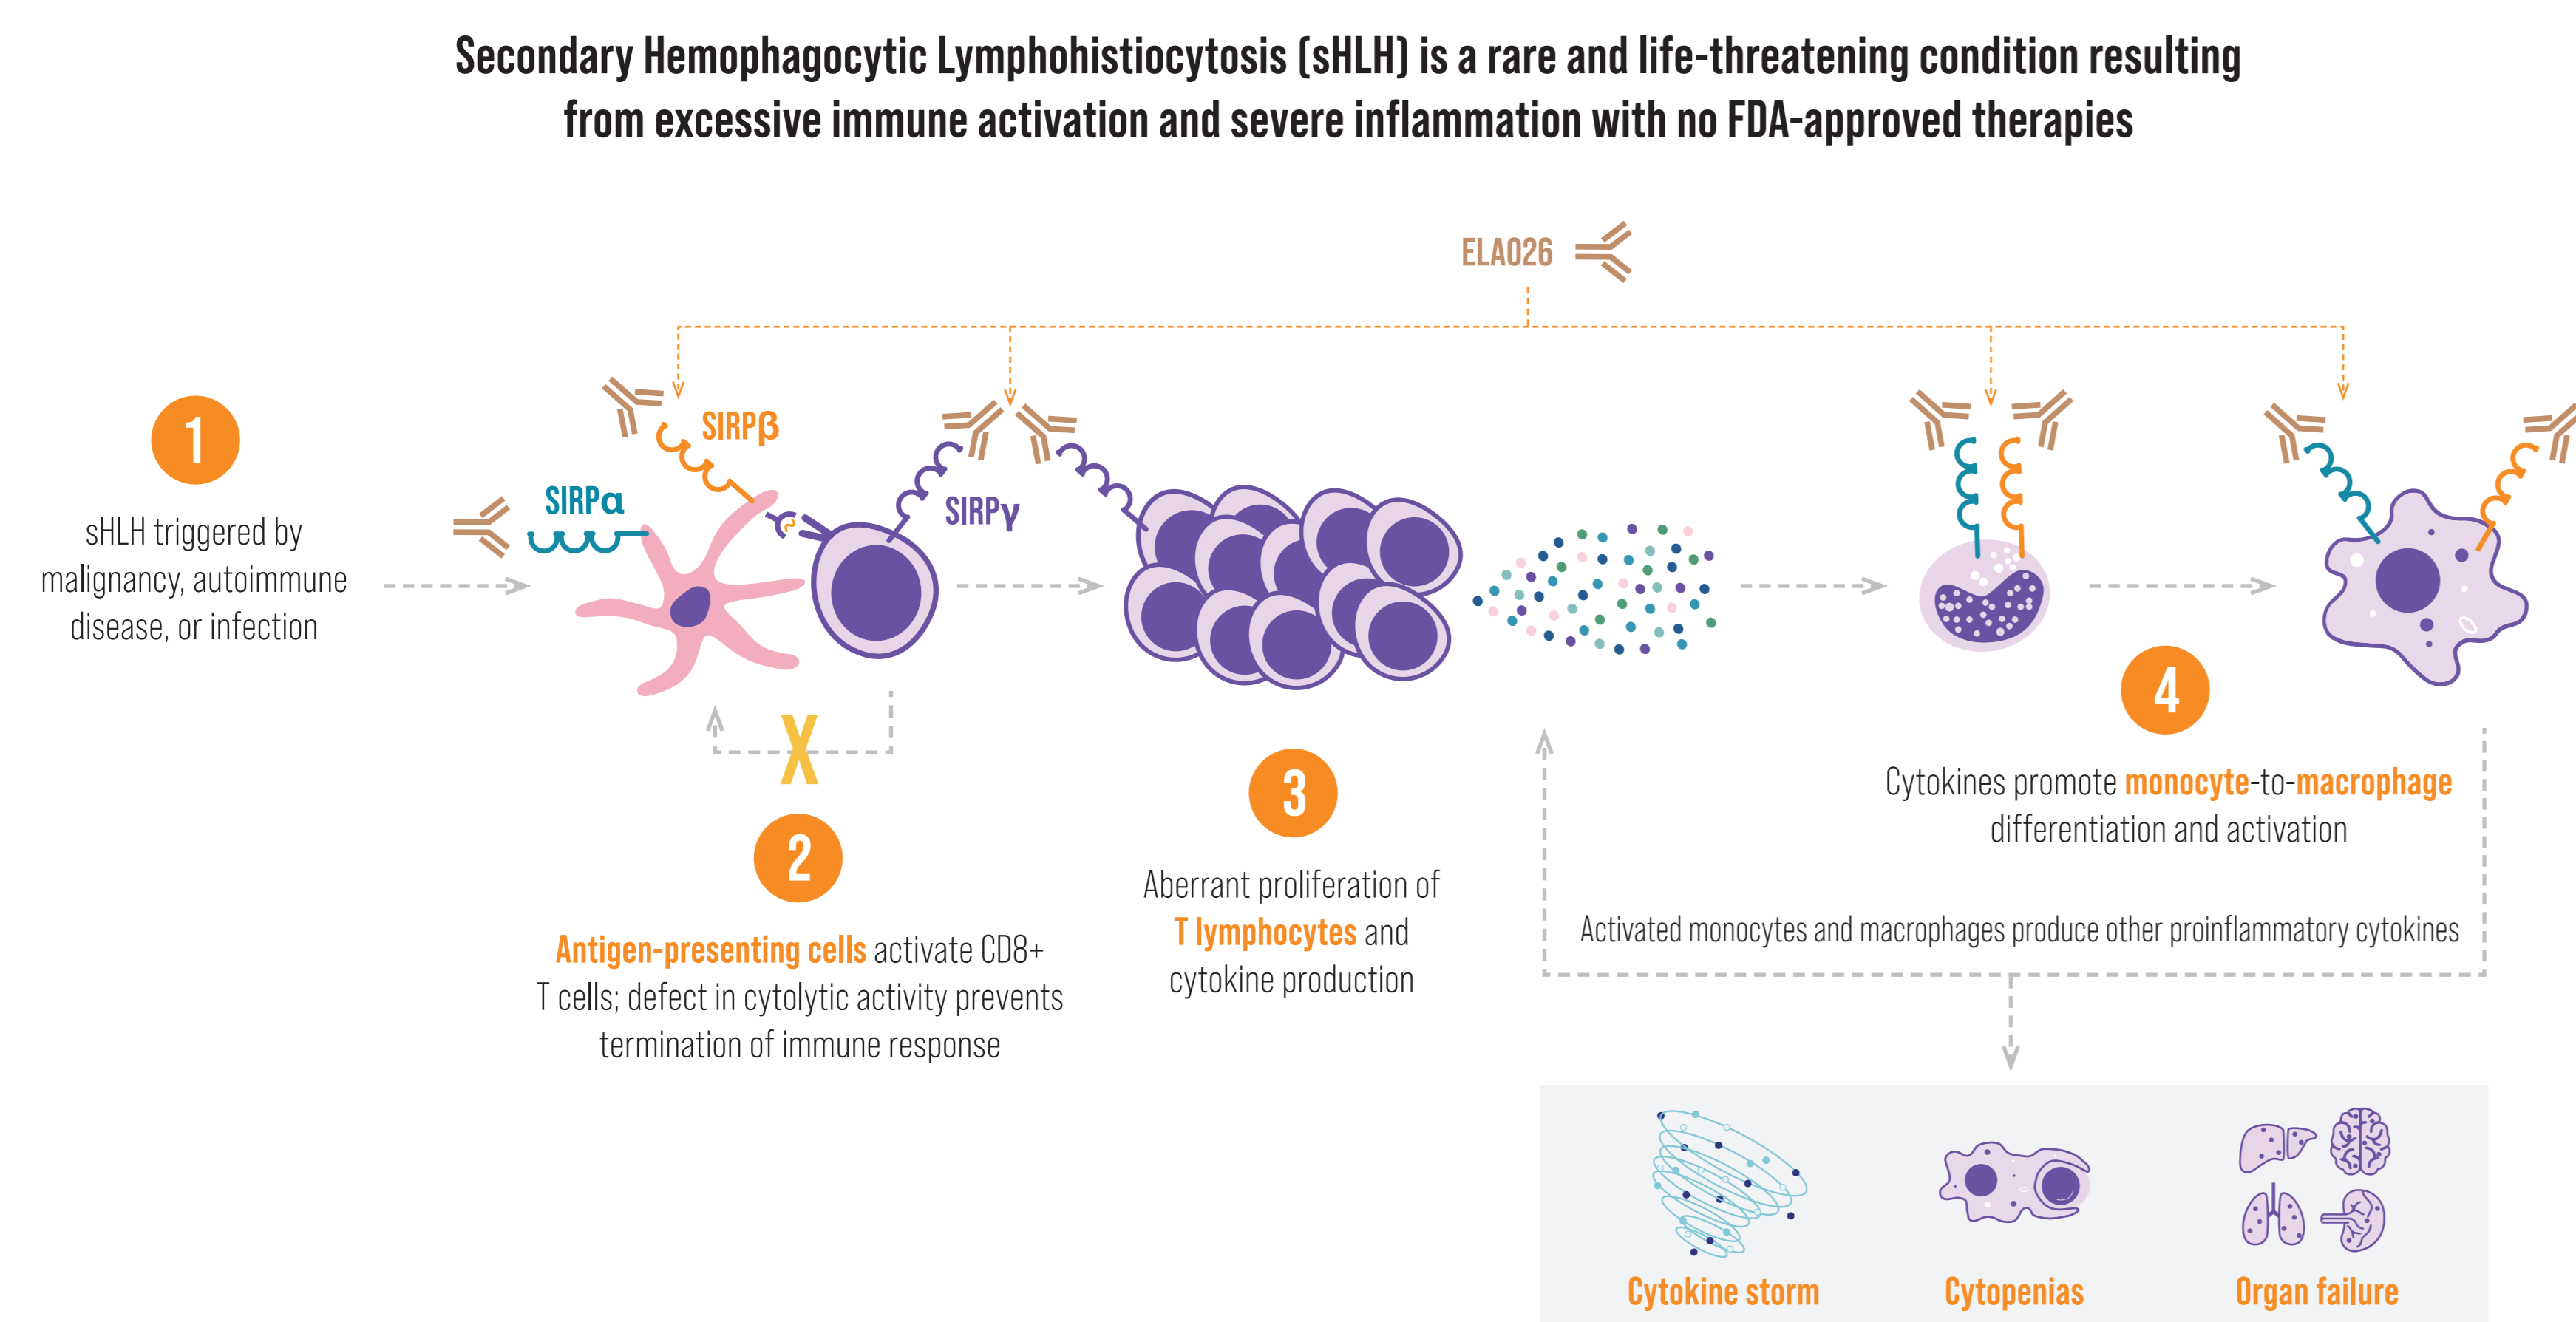 Secondary Hemophagocytic Lymphohistiocytosis (sHLH) is a rare and life-threatening condition resulting
from excessive immune activation and severe inflammation with no FDA-approved therapies
ELA026
1
sHLH triggered by
malignancy, autoimmune
disease, or infection
SIRPα
SIRPβ
SIRPγ
X
2
Antigen-presenting cells activate CD8+
T cells; defect in cytolytic activity prevents
termination of immune response
3
Aberrant proliferation of
T lymphocytes and
cytokine production
4
Cytokines promote monocyte-to-macrophage
differentiation and activation
Activated monocytes and macrophages produce other proinflammatory cytokines
Cytokine storm
Cytopenias
Organ failure